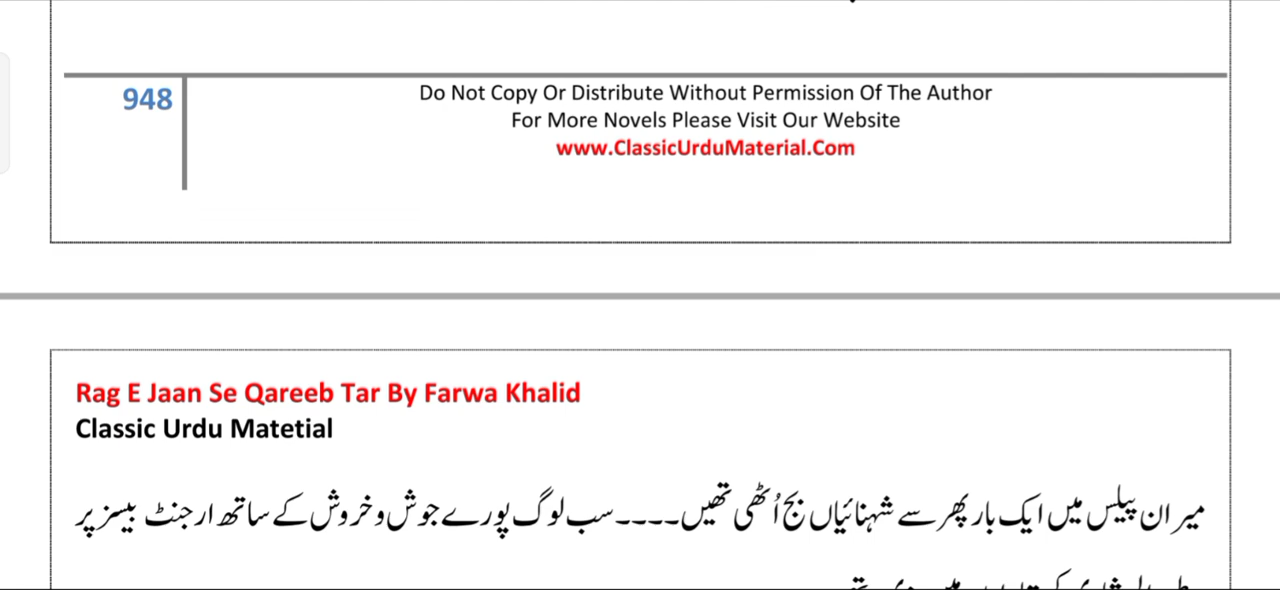 948
Do Not Copy Or Distribute Without Permission Of The Author
For More Novels Please Visit Our Website
www.ClassicUrduMaterial.Com
Rag E Jaan Se Qareeb Tar By Farwa Khalid
Classic Urdu Matetial
میران پیلس میں ایک بار پھر سے شہنائیاں بج اُٹھی تھیں۔۔۔۔ سب لوگ پورے جوش و خروش کے ساتھ ارجنٹ بیسز پر